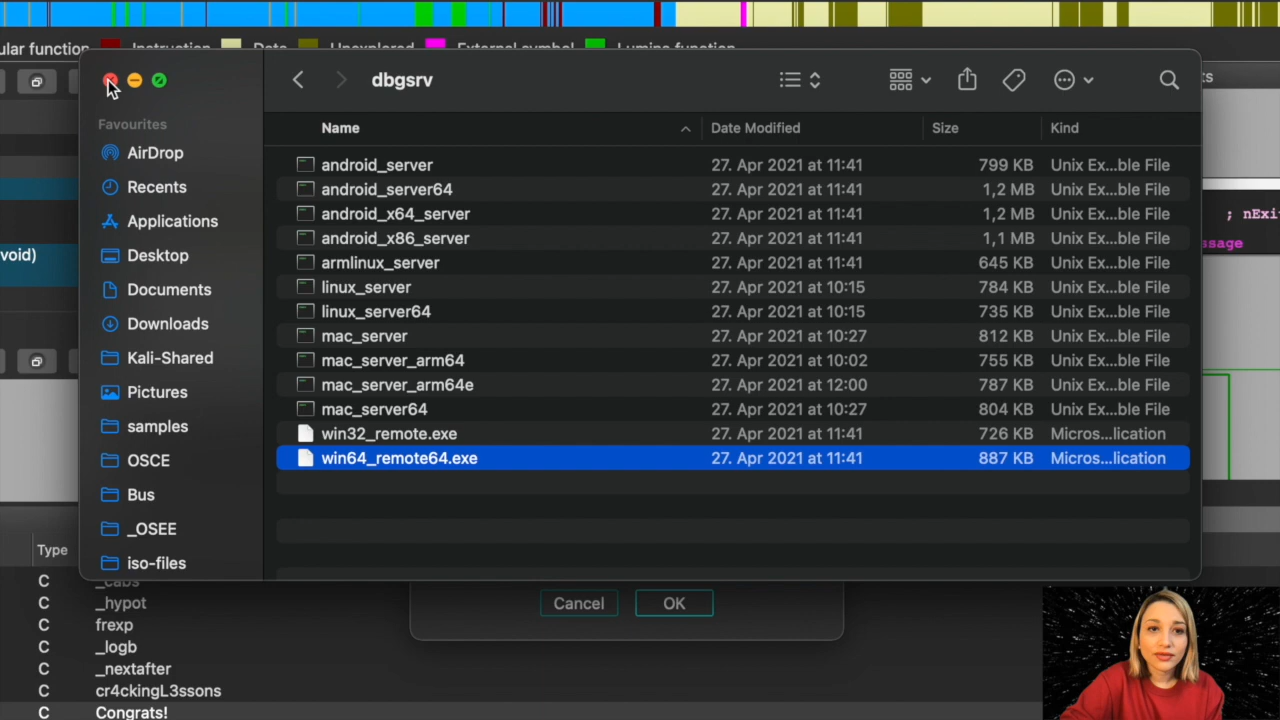 ular function Instruction Data Unexplored External symbol Lumina function
dbgsrv
Favourites
AirDrop
Recents
Applications
Desktop
Documents
Downloads
Kali-Shared
Pictures
samples
OSCE
Bus
_OSEE
iso-files
Name Date Modified Size Kind
android_server 27. Apr 2021 at 11:41 799 KB Unix Ex...ble File
android_server64 27. Apr 2021 at 11:41 1,2 MB Unix Ex...ble File
android_x64_server 27. Apr 2021 at 11:41 1,2 MB Unix Ex...ble File
android_x86_server 27. Apr 2021 at 11:41 1,1 MB Unix Ex...ble File
armlinux_server 27. Apr 2021 at 11:41 645 KB Unix Ex...ble File
linux_server 27. Apr 2021 at 10:15 784 KB Unix Ex...ble File
linux_server64 27. Apr 2021 at 10:15 735 KB Unix Ex...ble File
mac_server 27. Apr 2021 at 10:27 812 KB Unix Ex...ble File
mac_server_arm64 27. Apr 2021 at 10:02 755 KB Unix Ex...ble File
mac_server_arm64e 27. Apr 2021 at 12:00 787 KB Unix Ex...ble File
mac_server64 27. Apr 2021 at 10:27 804 KB Unix Ex...ble File
win32_remote.exe 27. Apr 2021 at 11:41 726 KB Micros...lication
win64_remote64.exe 27. Apr 2021 at 11:41 887 KB Micros...lication
ts
; nExi
ssage
void)
Cancel OK
Type
C _cabs
C _hypot
C frexp
C _logb
C _nextafter
C cr4ckingL3ssons
C Congrats!